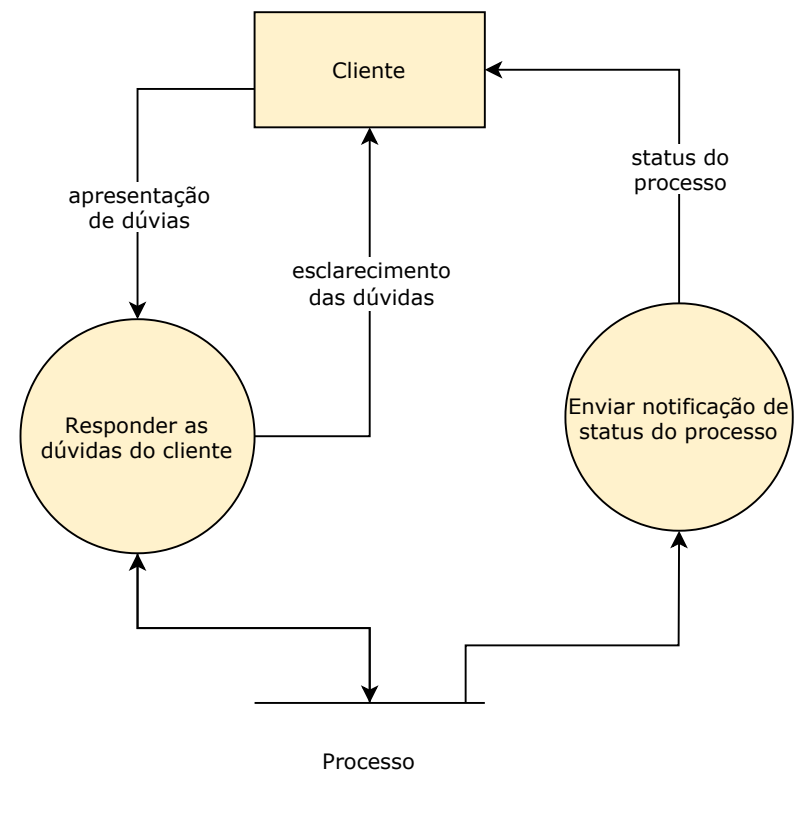 Cliente
status do
processo
apresentação
de dúvias
esclarecimento
das dúvidas
Enviar notificação de
status do processo
Responder as
dúvidas do cliente
Processo